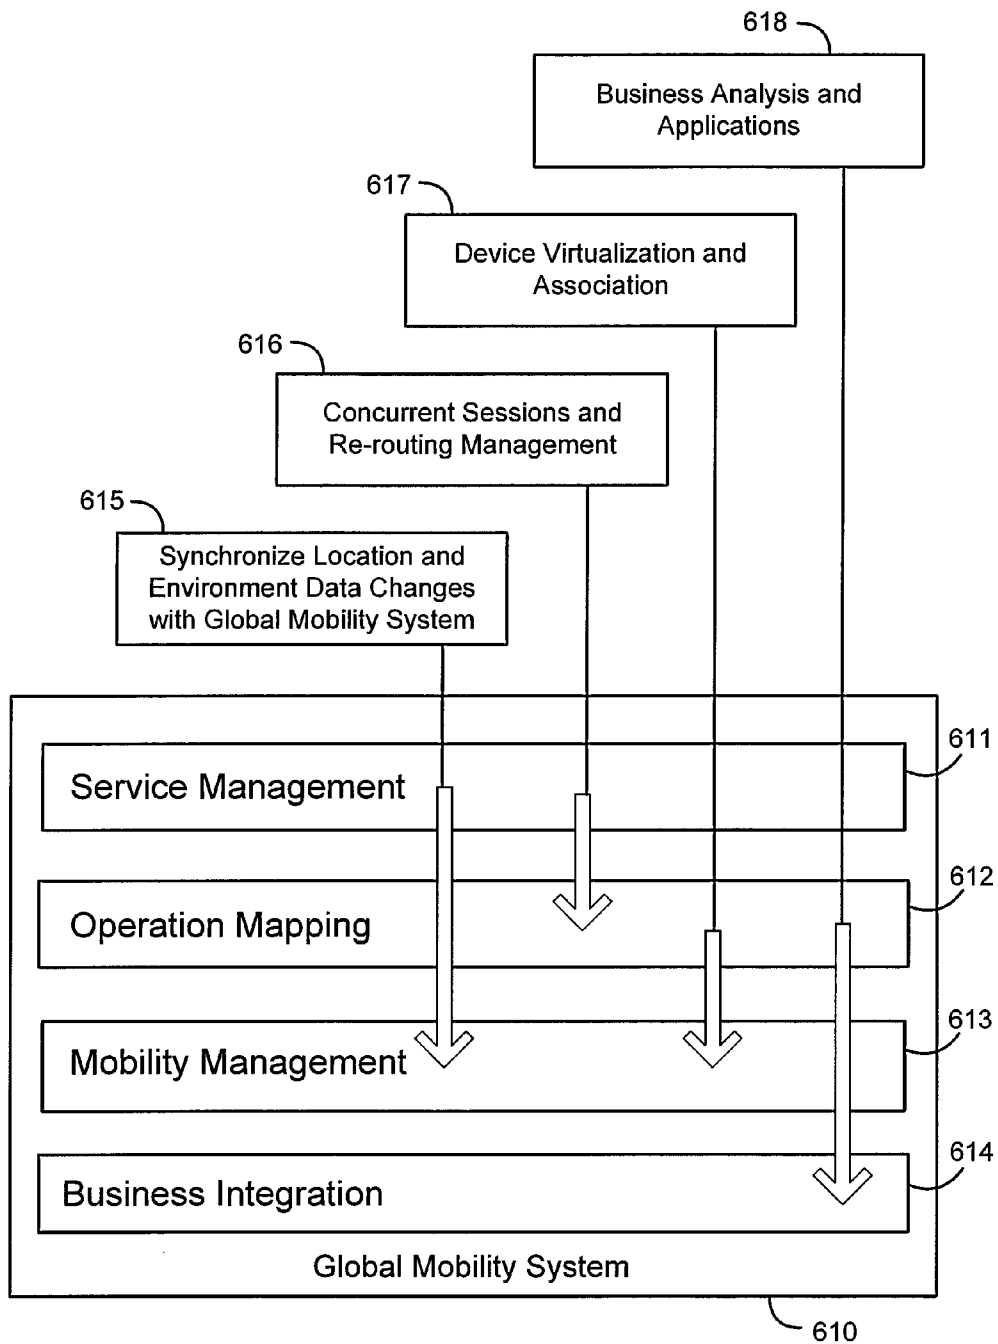 618
Business Analysis and
Applications
617
Device Virtualization and
Association
616
Concurrent Sessions and
Re-routing Management
615
Synchronize Location and
Environment Data Changes
with Global Mobility System
611
Service Management
612
Operation Mapping
613
Mobility Management
614
Business Integration
Global Mobility System
610